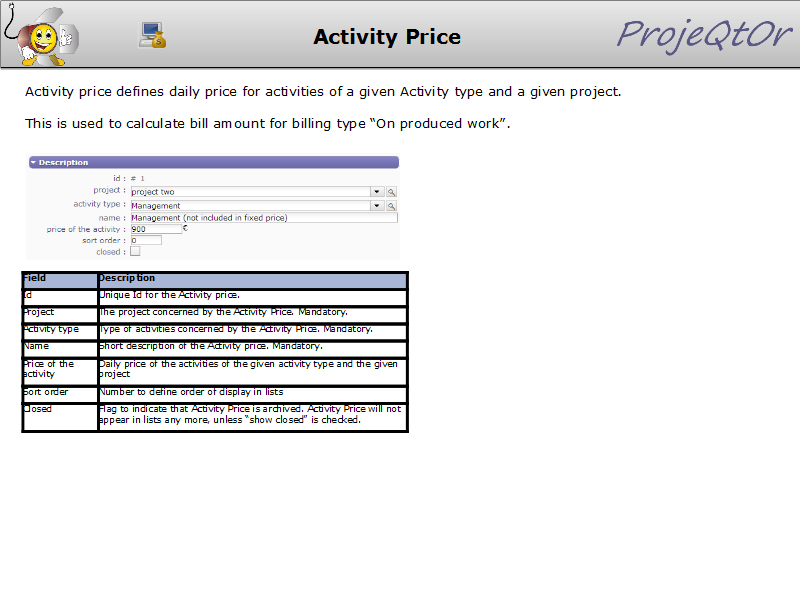 Activity Price
ProjeQtOr
Activity price defines daily price for activities of a given Activity type and a given project.
This is used to calculate bill amount for billing type “On produced work”.
Description
id : # 1
project : project two
activity type : Management
name : Management (not included in fixed price)
price of the activity : 900 €
sort order : 0
closed :
Field Description
Id Unique Id for the Activity price.
Project The project concerned by the Activity Price. Mandatory.
Activity type Type of activities concerned by the Activity Price. Mandatory.
Name Short description of the Activity price. Mandatory.
Price of the activity Daily price of the activities of the given activity type and the given
project
Sort order Number to define order of display in lists
Closed Flag to indicate that Activity Price is archived. Activity Price will not
appear in lists any more, unless “show closed” is checked.